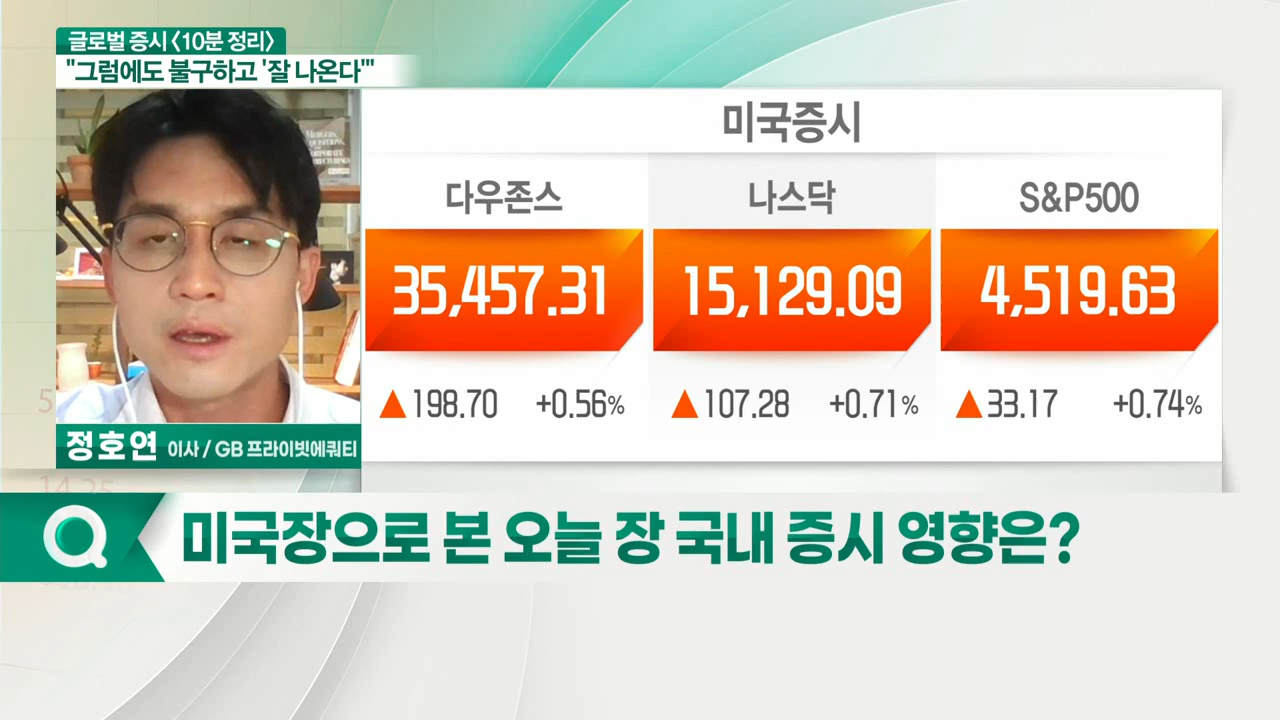 글로벌 증시 <10분 정리>
"그럼에도 불구하고 '잘 나온다'"
미국증시
다우존스 나스닥 S&P500
35,457.31 15,129.09 4,519.63
▲198.70 +0.56% ▲107.28 +0.71% ▲33.17 +0.74%
정호연 이사 / GB 프라이빗에쿼티
Q 미국장으로 본 오늘 장 국내 증시 영향은?